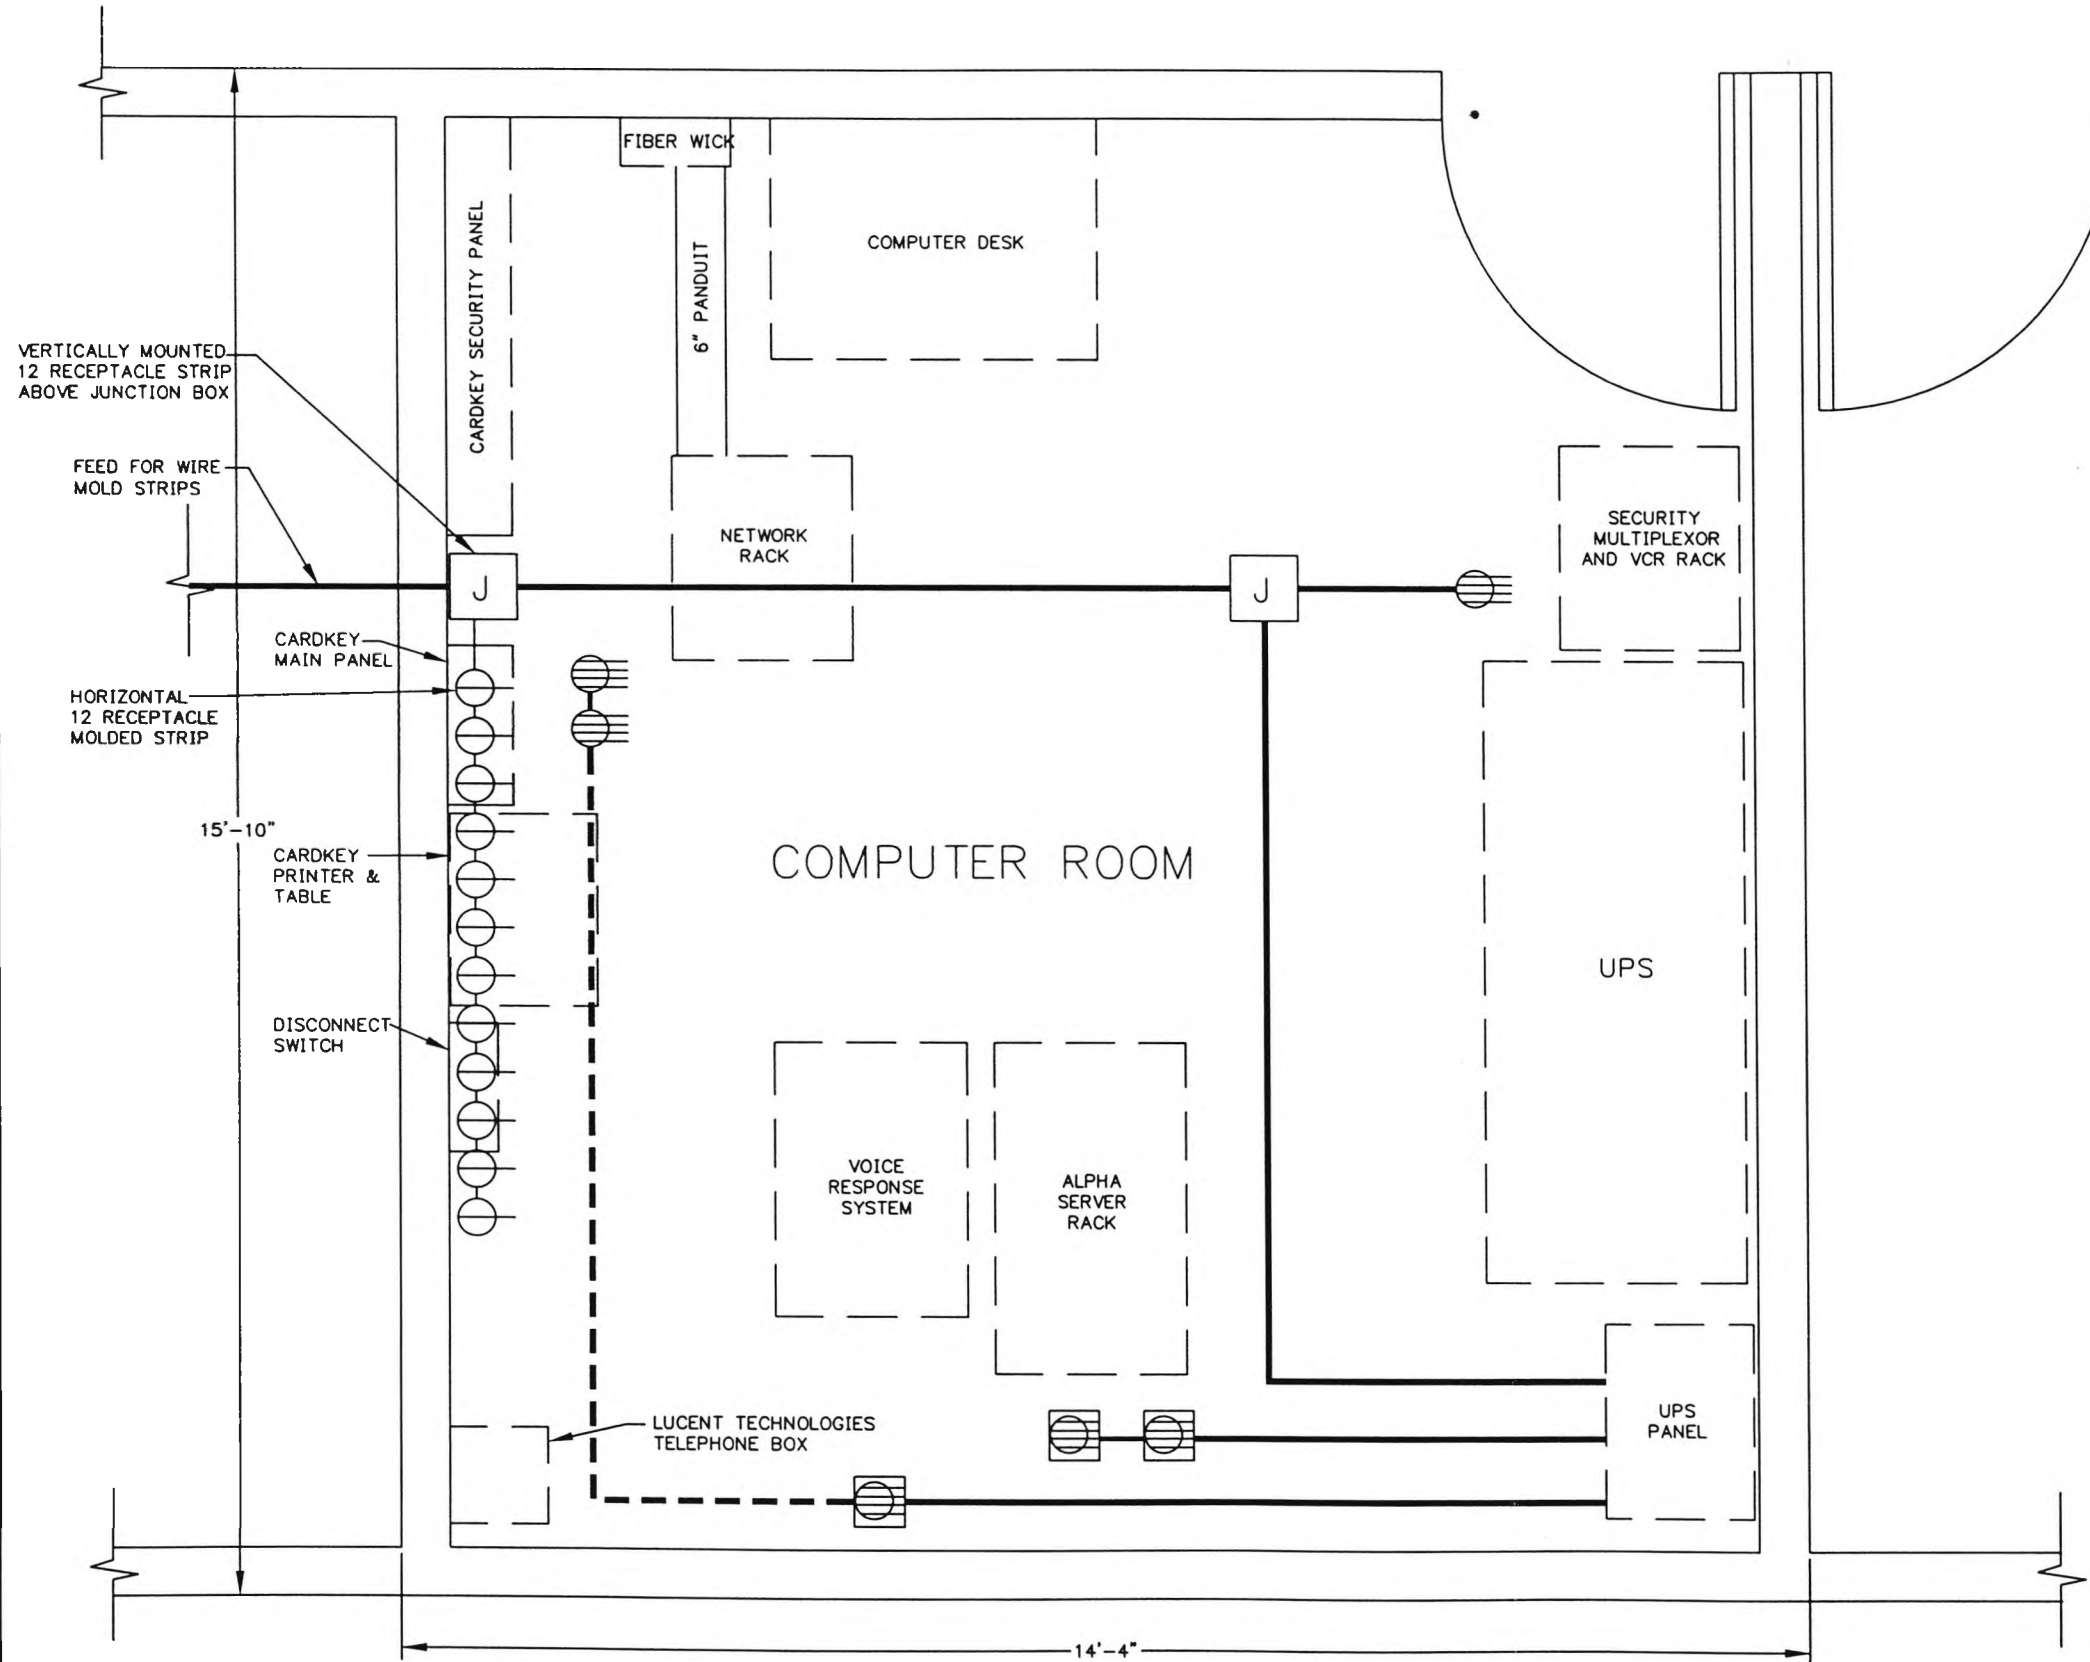 FIBER WICK
CARDKEY SECURITY PANEL
6" PANDUIT
COMPUTER DESK
VERTICALLY MOUNTED
12 RECEPTACLE STRIP
ABOVE JUNCTION BOX
FEED FOR WIRE
MOLD STRIPS
NETWORK
RACK
SECURITY
MULTIPLEXOR
AND VCR RACK
J
J
CARDKEY
MAIN PANEL
HORIZONTAL
12 RECEPTACLE
MOLDED STRIP
15'-10"
CARDKEY
PRINTER &
TABLE
COMPUTER ROOM
UPS
DISCONNECT
SWITCH
VOICE
RESPONSE
SYSTEM
ALPHA
SERVER
RACK
LUCENT TECHNOLOGIES
TELEPHONE BOX
UPS
PANEL
14'-4"